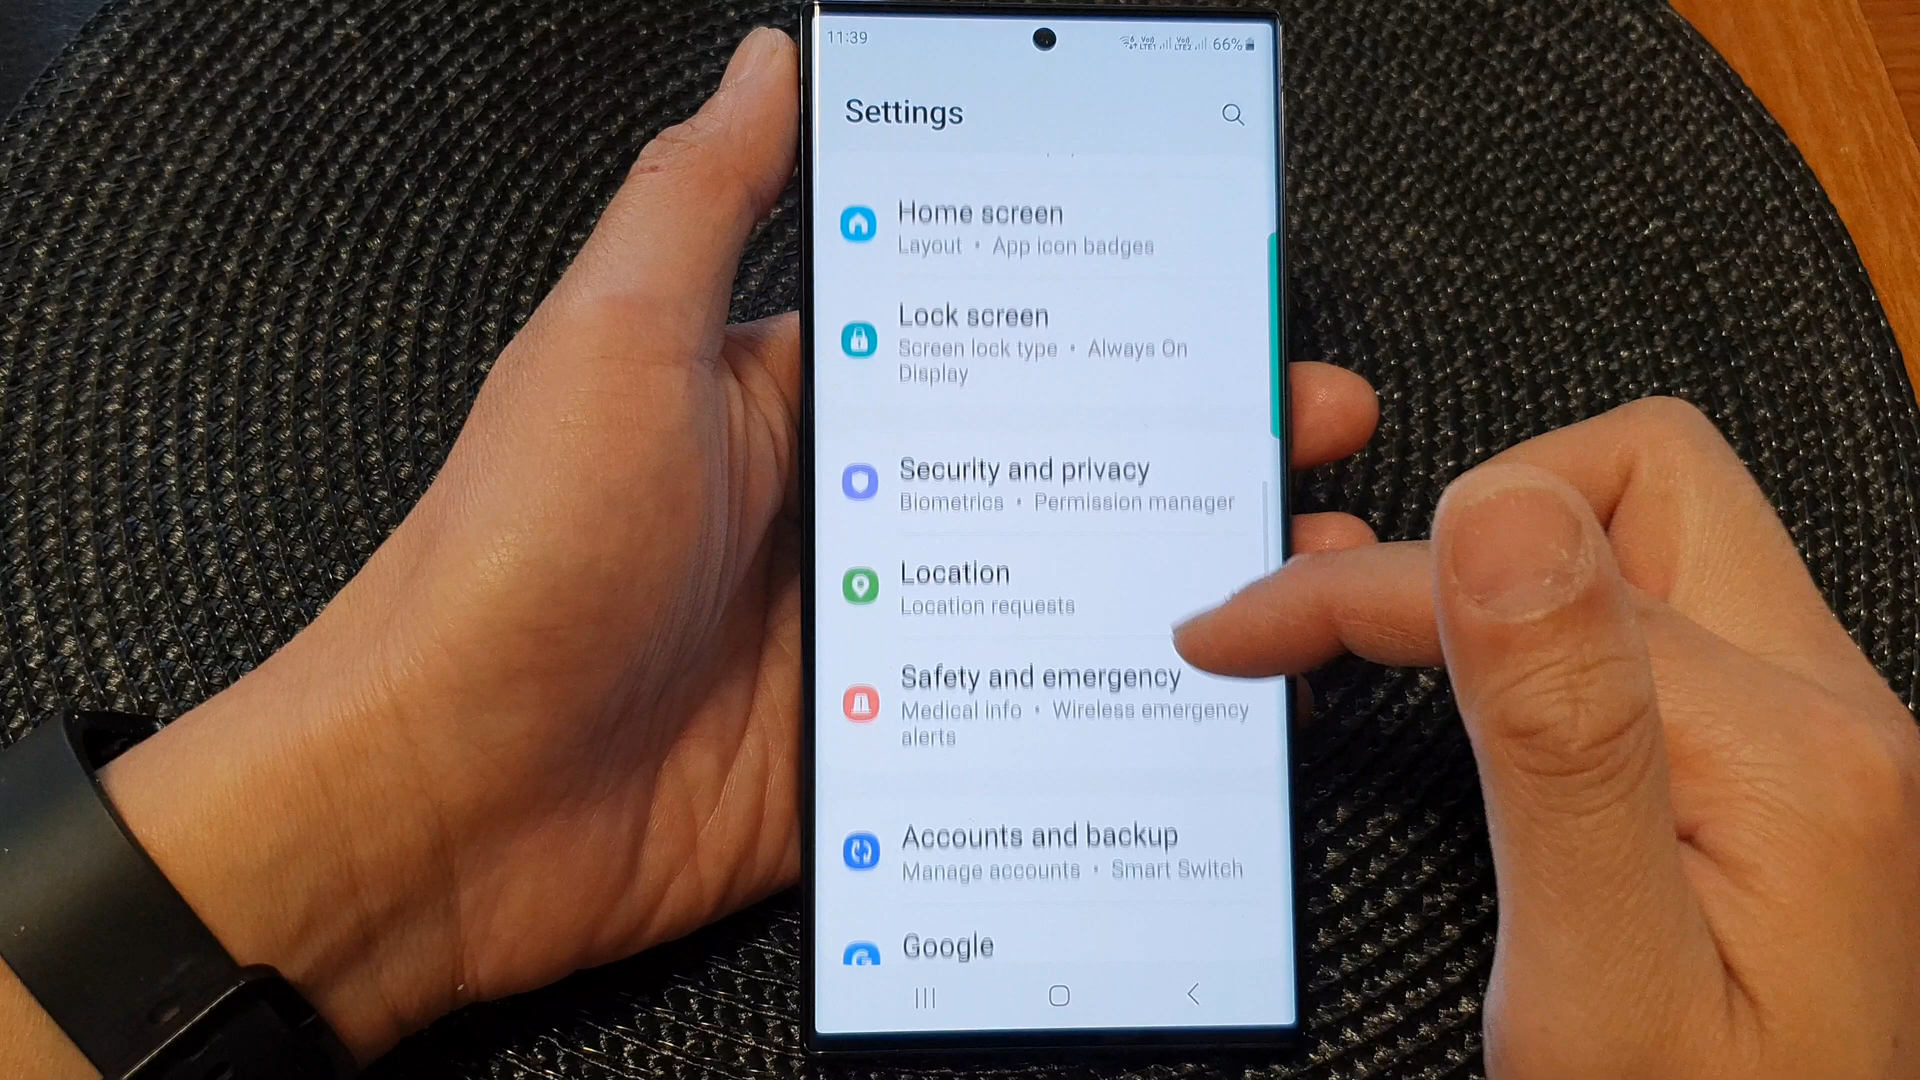 11:39
66%
Settings
Home screen
Layout • App icon badges
Lock screen
Screen lock type • Always On
Display
Security and privacy
Biometrics • Permission manager
Location
Location requests
Safety and emergency
Medical info • Wireless emergency
alerts
Accounts and backup
Manage accounts • Smart Switch
Google